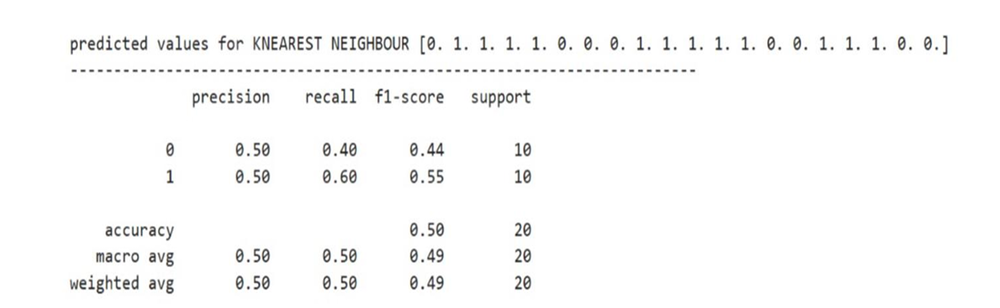 predicted values for KNEAREST NEIGHBOUR [0. 1. 1. 1. 1. 0. 0. 0. 1. 1. 1. 1. 1. 0. 0. 1. 1. 1. 0. 0.]
------------------------------------------------------------------------
precision recall f1-score support
0 0.50 0.40 0.44 10
1 0.50 0.60 0.55 10
accuracy 0.50 20
macro avg 0.50 0.50 0.49 20
weighted avg 0.50 0.50 0.49 20